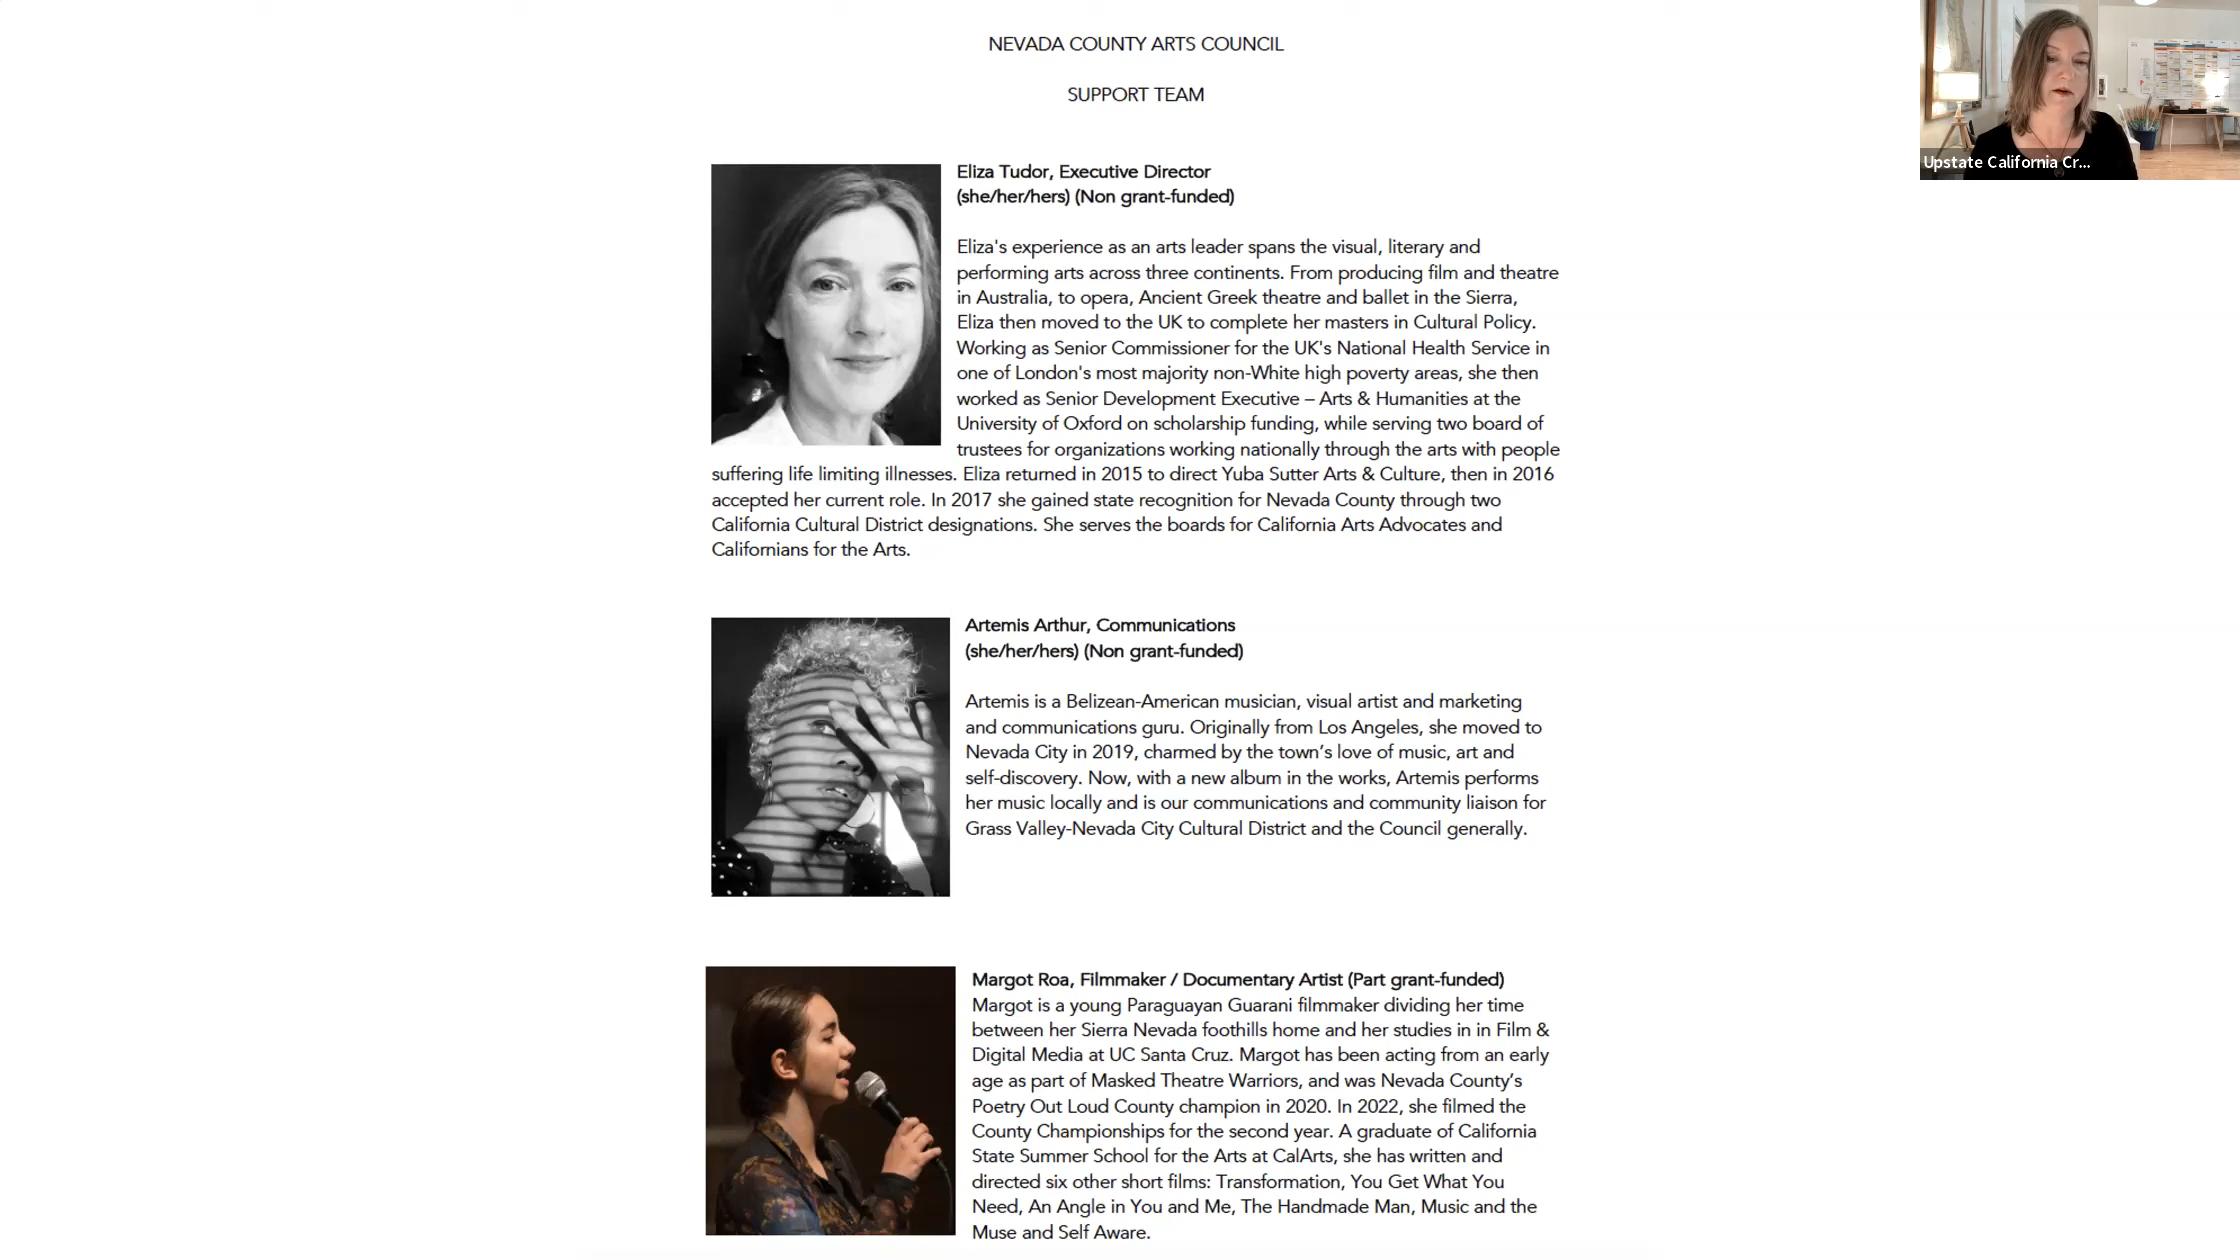 NEVADA COUNTY ARTS COUNCIL
SUPPORT TEAM
Upstate California Cr...
Eliza Tudor, Executive Director
(she/her/hers) (Non grant-funded)
Eliza's experience as an arts leader spans the visual, literary and
performing arts across three continents. From producing film and theatre
in Australia, to opera, Ancient Greek theatre and ballet in the Sierra,
Eliza then moved to the UK to complete her masters in Cultural Policy.
Working as Senior Commissioner for the UK's National Health Service in
one of London's most majority non-White high poverty areas, she then
worked as Senior Development Executive – Arts & Humanities at the
University of Oxford on scholarship funding, while serving two board of
trustees for organizations working nationally through the arts with people
suffering life limiting illnesses. Eliza returned in 2015 to direct Yuba Sutter Arts & Culture, then in 2016
accepted her current role. In 2017 she gained state recognition for Nevada County through two
California Cultural District designations. She serves the boards for California Arts Advocates and
Californians for the Arts.
Artemis Arthur, Communications
(she/her/hers) (Non grant-funded)
Artemis is a Belizean-American musician, visual artist and marketing
and communications guru. Originally from Los Angeles, she moved to
Nevada City in 2019, charmed by the town’s love of music, art and
self-discovery. Now, with a new album in the works, Artemis performs
her music locally and is our communications and community liaison for
Grass Valley-Nevada City Cultural District and the Council generally.
Margot Roa, Filmmaker / Documentary Artist (Part grant-funded)
Margot is a young Paraguayan Guarani filmmaker dividing her time
between her Sierra Nevada foothills home and her studies in in Film &
Digital Media at UC Santa Cruz. Margot has been acting from an early
age as part of Masked Theatre Warriors, and was Nevada County’s
Poetry Out Loud County champion in 2020. In 2022, she filmed the
County Championships for the second year. A graduate of California
State Summer School for the Arts at CalArts, she has written and
directed six other short films: Transformation, You Get What You
Need, An Angle in You and Me, The Handmade Man, Music and the
Muse and Self Aware.